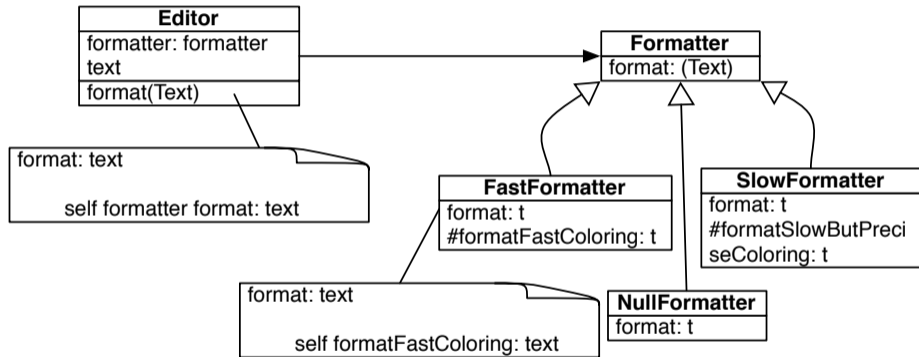 Editor
formatter: formatter
text
format(Text)
Formatter
format: (Text)
format: text
self formatter format: text
FastFormatter
format: t
#formatFastColoring: t
SlowFormatter
format: t
#formatSlowButPreci
seColoring: t
format: text
self formatFastColoring: text
NullFormatter
format: t